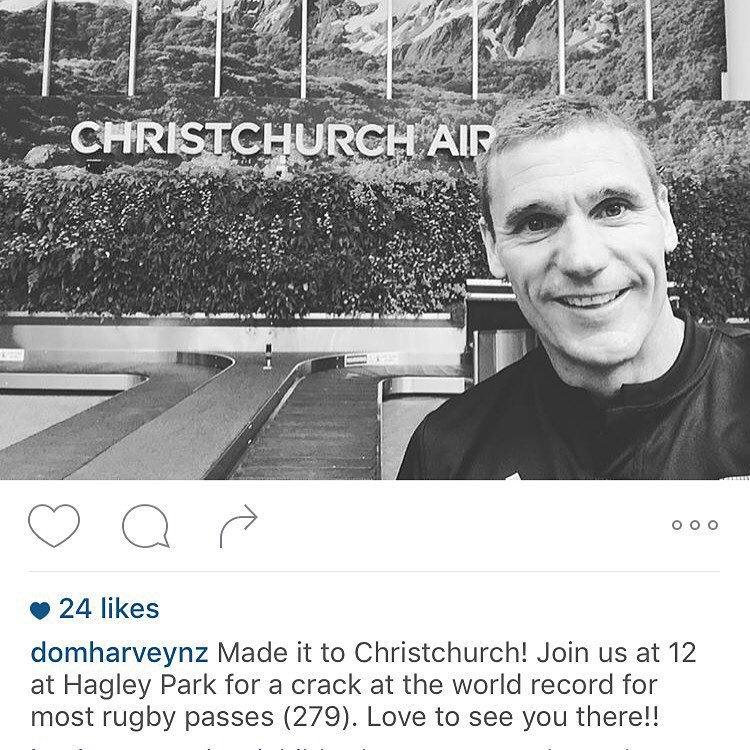 CHRISTCHURCH AIR
24 likes
domharveynz Made it to Christchurch! Join us at 12
at Hagley Park for a crack at the world record for
most rugby passes (279). Love to see you there!!